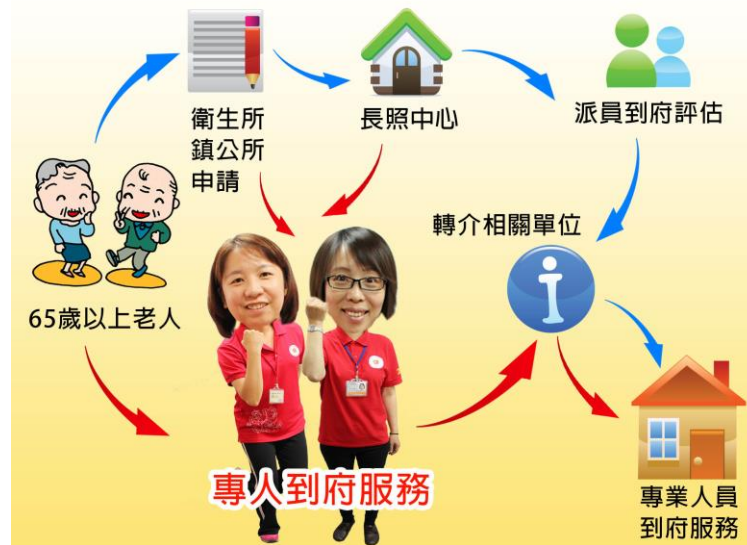 衛生所
鎮公所
申請
長照中心
派員到府評估
轉介相關單位
65歲以上老人
專人到府服務
專業人員
到府服務